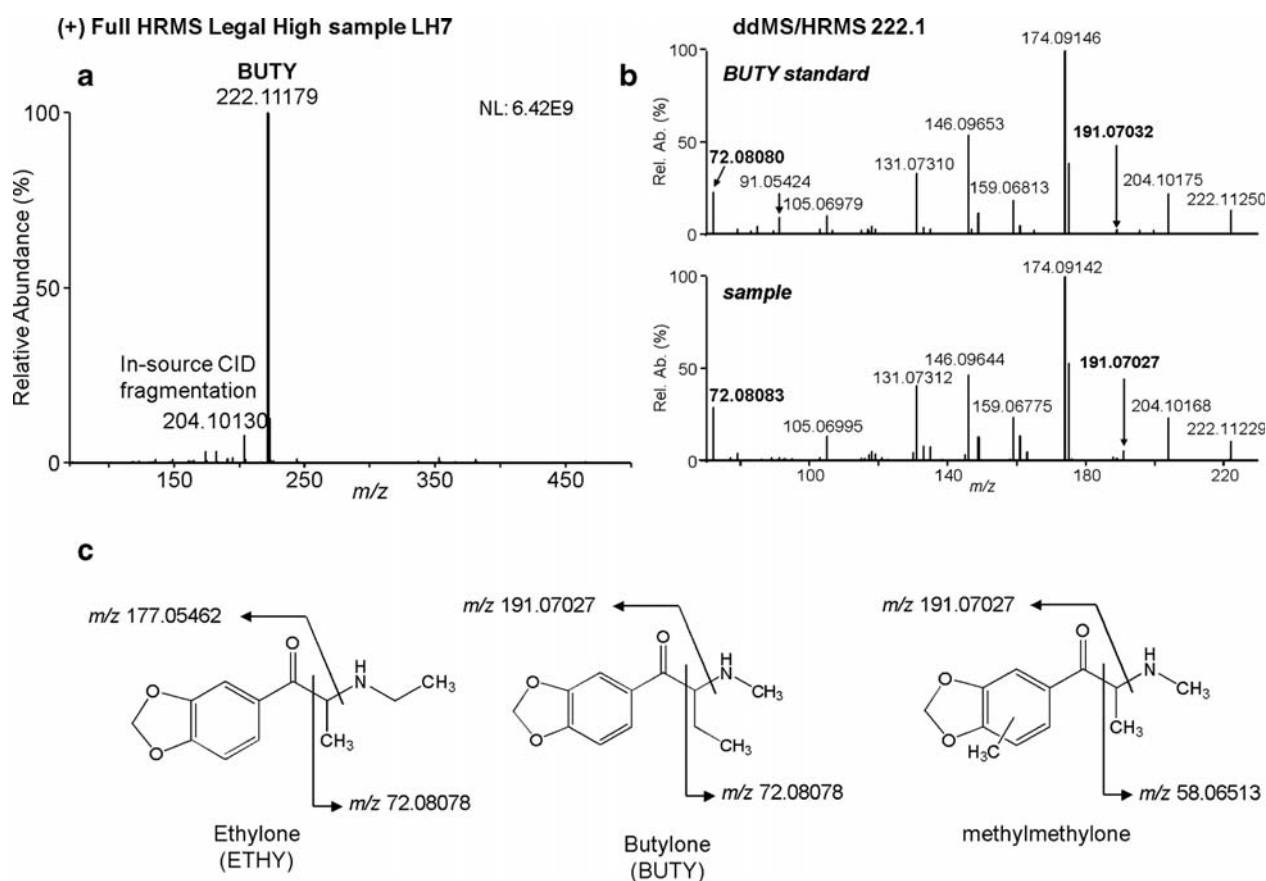 (+) Full HRMS Legal High sample LH7
ddMS/HRMS 222.1
a
BUTY
222.11179
NL: 6.42E9
Relative Abundance (%)
100
50
0
In-source CID
fragmentation
204.10130
150
250
350
450
m/z
b
BUTY standard
Rel. Ab. (%)
100
50
0
72.08080
91.05424
105.06979
131.07310
146.09653
159.06813
174.09146
191.07032
204.10175
222.11250
sample
Rel. Ab. (%)
100
50
0
72.08083
105.06995
131.07312
146.09644
159.06775
174.09142
191.07027
204.10168
222.11229
100
140
180
220
m/z
c
m/z 177.05462
O
H
N
CH3
O
O
CH3
m/z 72.08078
Ethylone
(ETHY)
m/z 191.07027
O
H
N
CH3
O
O
CH3
m/z 72.08078
Butylone
(BUTY)
m/z 191.07027
O
H
N
CH3
O
O
H3C
CH3
m/z 58.06513
methylmethylone